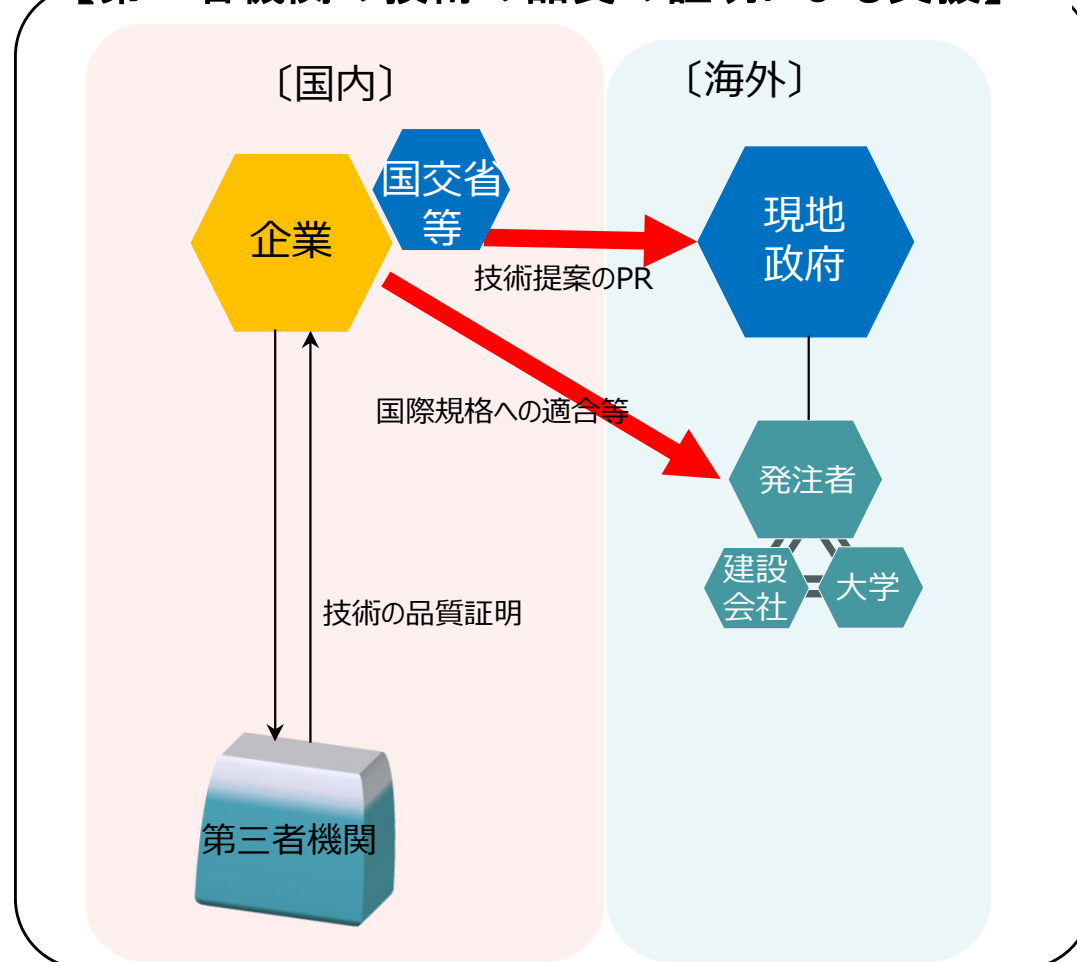 〔国内〕
〔海外〕
国交省
等
企業
現地
政府
技術提案のPR
国際規格への適合等
発注者
建設
会社
大学
技術の品質証明
第三者機関